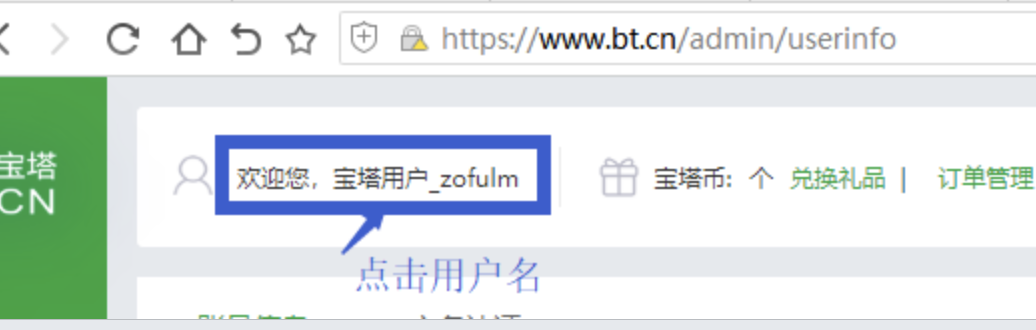 https://www.bt.cn/admin/userinfo
宝塔
CN
欢迎您，宝塔用户_zofulm
宝塔币: 个 兑换礼品 | 订单管理
点击用户名